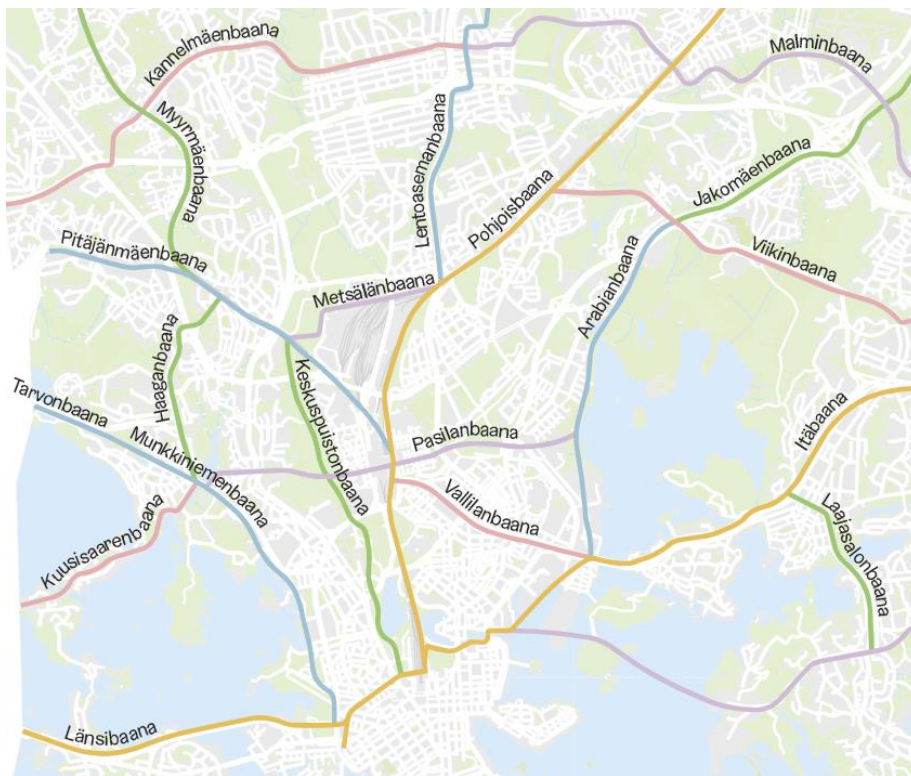 Kannelmäenbaana
Malminbaana
Myyrmäenbaana
Lentoasemanbaana
Jakomäenbaana
Pohjoisbaana
Pitäjänmäenbaana
Viikinbaana
Metsälänbaana
Arabianbaana
Haaganbaana
Keskuspuistonbaana
Tarvonbaana
Itäbaana
Pasilanbaana
Munkkiniemenbaana
Vallilanbaana
Kuusisaarenbaana
Laajasalonbaana
Länsibaana